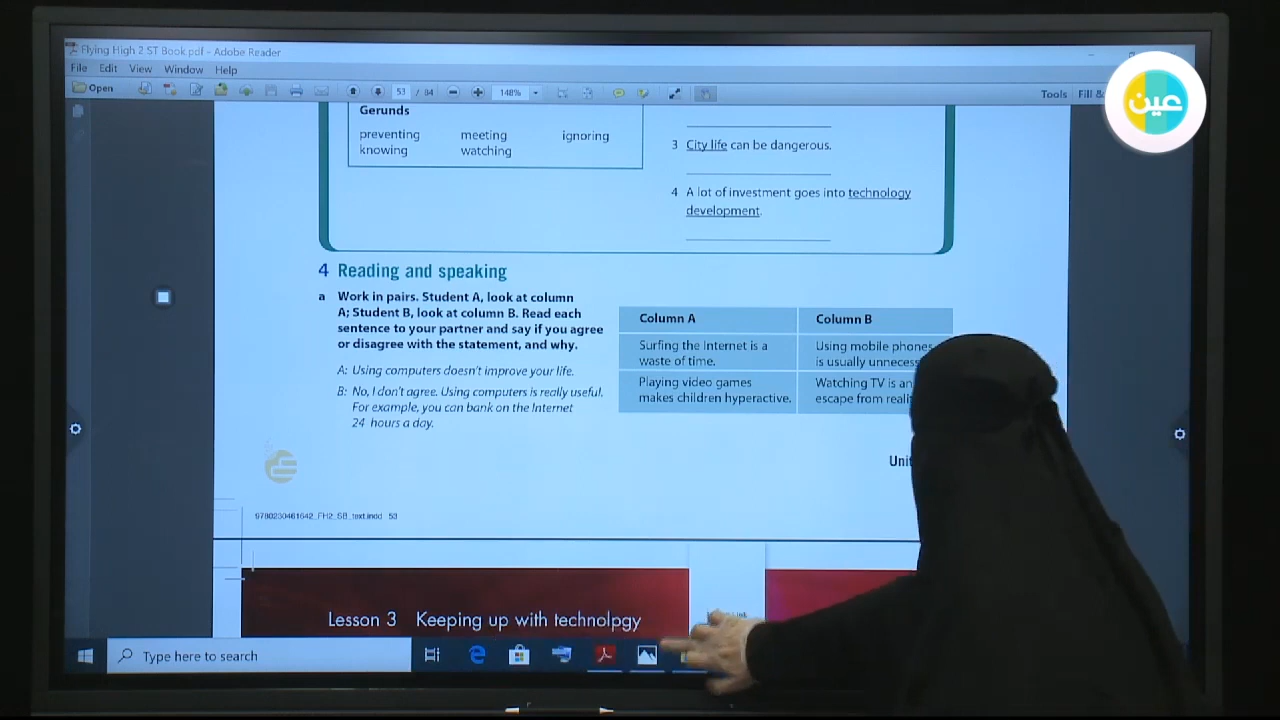 Flying High 2 ST Book.pdf - Adobe Reader
File Edit View Window Help
Open
53 / 84
148%
Tools
Fill &
عين
Gerunds
preventing meeting ignoring
knowing watching
3 City life can be dangerous.
4 A lot of investment goes into technology
development.
4 Reading and speaking
a Work in pairs. Student A, look at column
A; Student B, look at column B. Read each
sentence to your partner and say if you agree
or disagree with the statement, and why.
A: Using computers doesn't improve your life.
B: No, I don't agree. Using computers is really useful.
For example, you can bank on the Internet
24 hours a day.
Column A
Column B
Surfing the Internet is a
waste of time.
Using mobile phones
is usually
Playing video games
makes children hyperactive.
Watching TV is an
escape from
9780230461642_FH2_SB_text.indd 53
Lesson 3 Keeping up with technolpgy
Type here to search